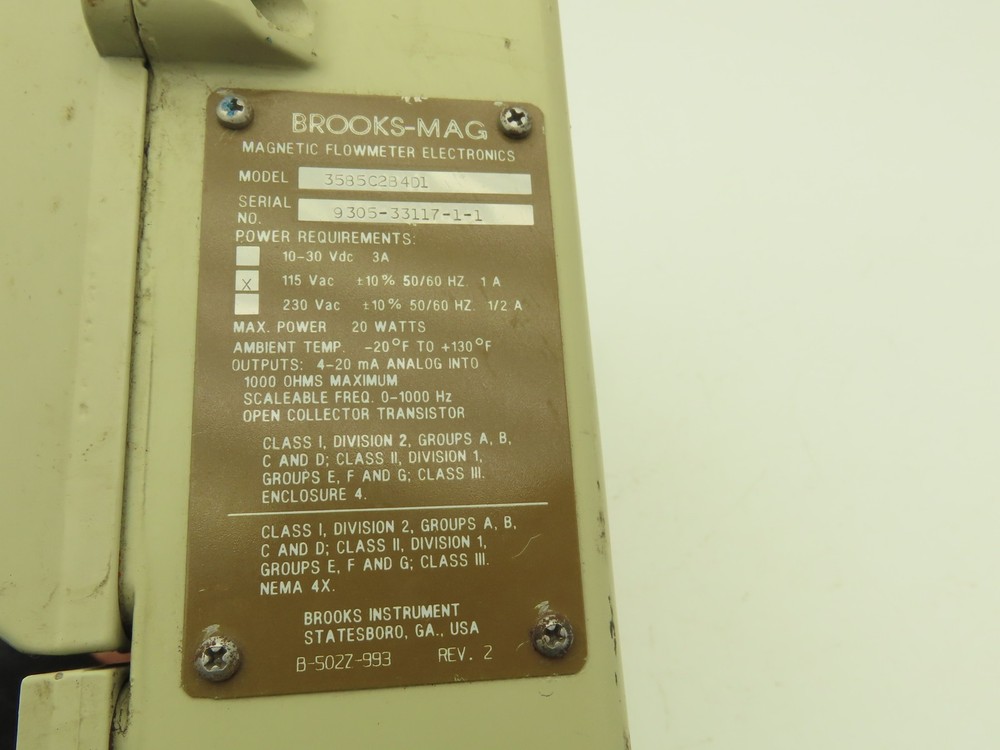 BROOKS-MAG
MAGNETIC FLOWMETER ELECTRONICS
MODEL 3585C2B4D1
SERIAL NO. 9305-33117-1-1
POWER REQUIREMENTS:
10-30 Vdc 3A
X 115 Vac ±10% 50/60 HZ. 1 A
230 Vac ±10% 50/60 HZ. 1/2 A
MAX. POWER 20 WATTS
AMBIENT TEMP. -20°F TO +130°F
OUTPUTS: 4-20 mA ANALOG INTO
1000 OHMS MAXIMUM
SCALEABLE FREQ. 0-1000 Hz
OPEN COLLECTOR TRANSISTOR
CLASS I, DIVISION 2, GROUPS A, B,
C AND D; CLASS II, DIVISION 1,
GROUPS E, F AND G; CLASS III.
ENCLOSURE 4.
CLASS I, DIVISION 2, GROUPS A, B,
C AND D; CLASS II, DIVISION 1,
GROUPS E, F AND G; CLASS III.
NEMA 4X.
BROOKS INSTRUMENT
STATESBORO, GA., USA
B-502Z-993 REV. 2